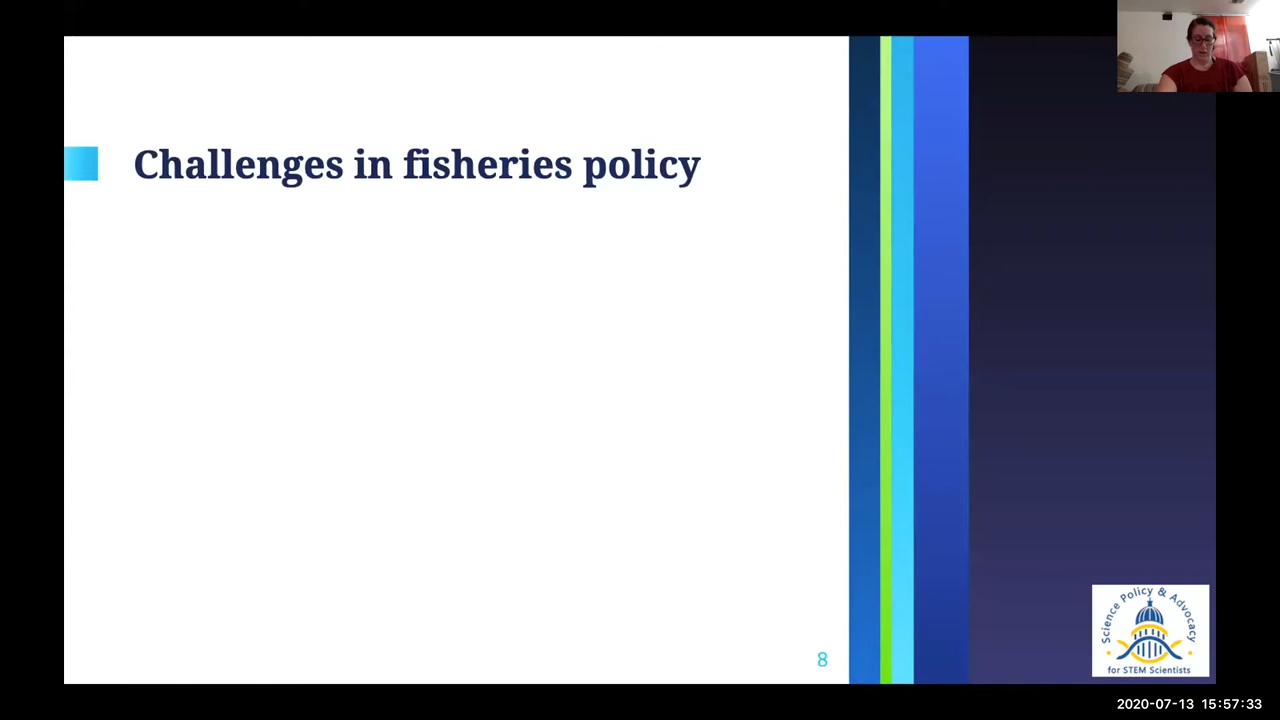 Challenges in fisheries policy
8
Science Policy & Advocacy
for STEM Scientists
2020-07-13 15:57:33